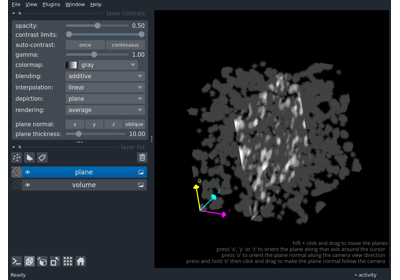 File View Plugins Window Help
layer controls
opacity: 0.50
contrast limits:
auto-contrast: once continuous
gamma: 1.00
colormap: gray
blending: additive
interpolation: linear
depiction: plane
rendering: average
plane normal: x y z oblique
plane thickness: 10.00
layer list
plane
volume
shift + click and drag to move the planes
press 'x', 'y' or 'z' to orient the plane along that axis around the cursor
press 'o' to orient the plane normal along the camera view direction
press and hold 'o' then click and drag to make the plane normal follow the camera
Ready activity